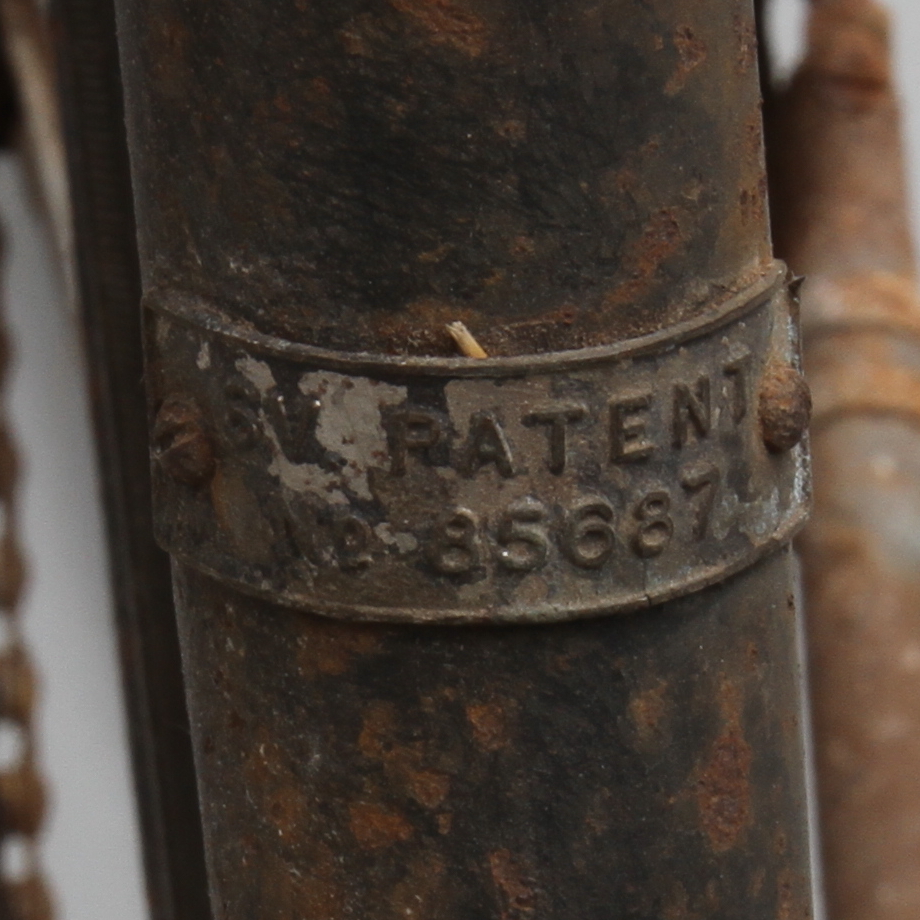 SV. PATENT
No 85687